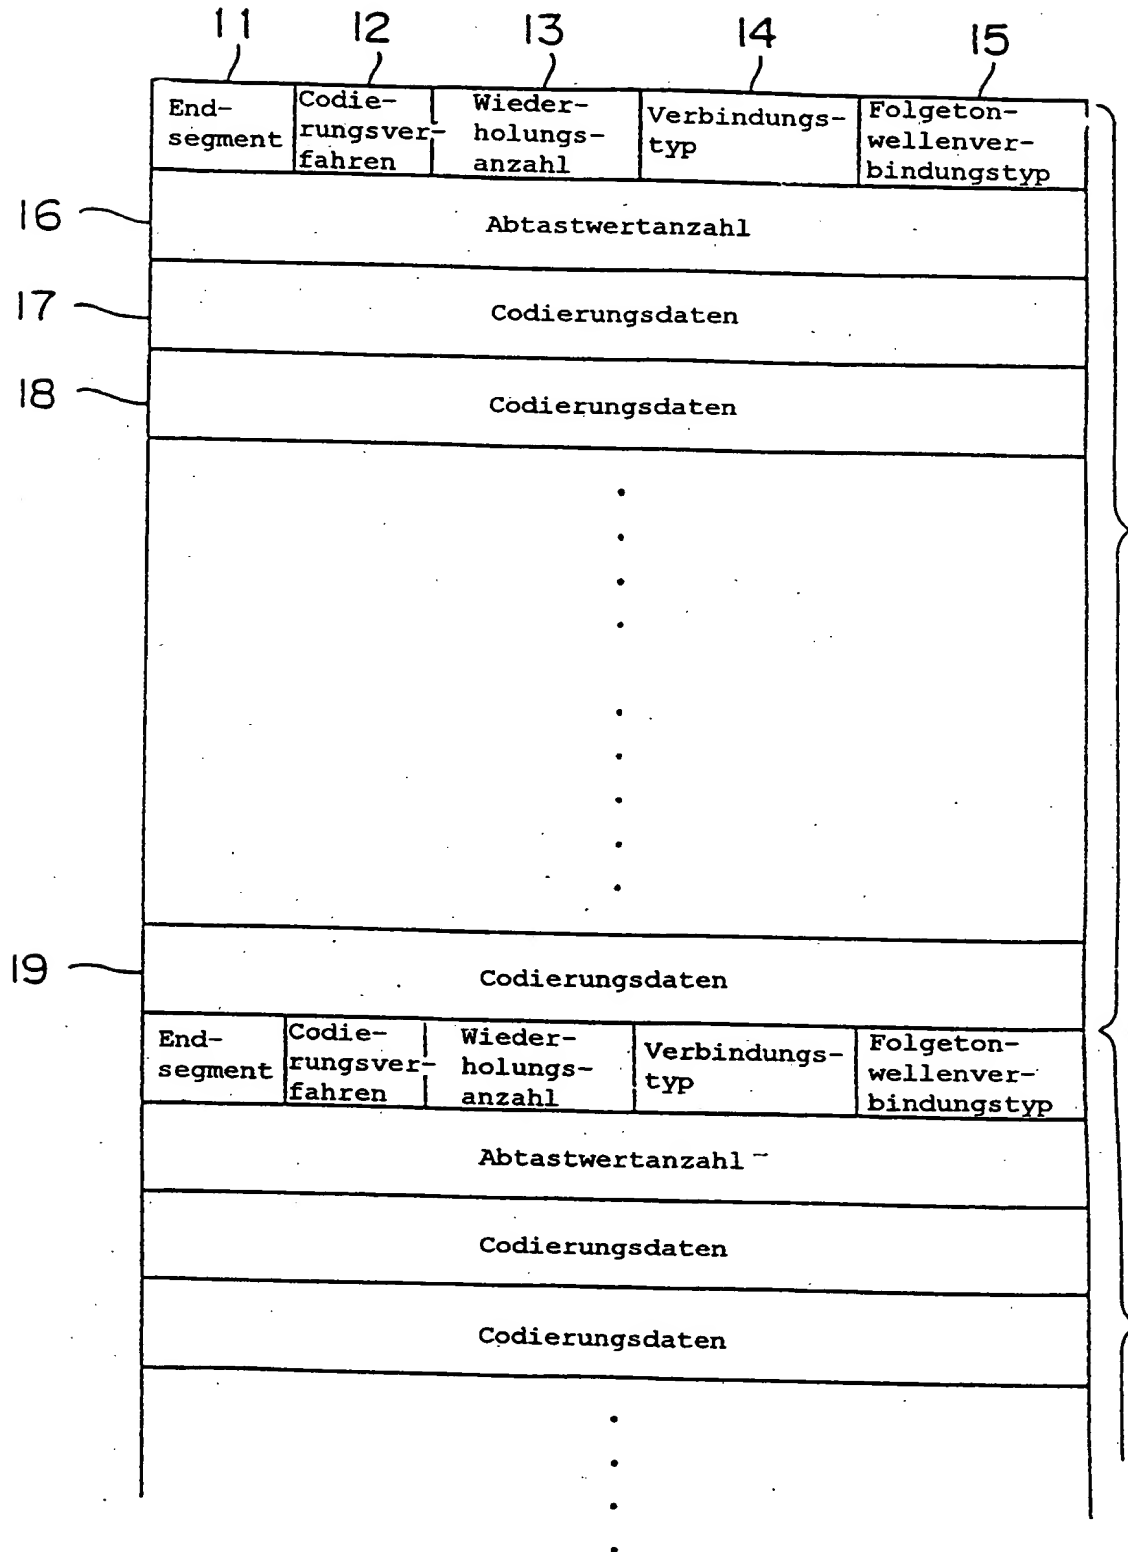 11 12 13 14 15
End-
segment
Codie-
rungsver-
fahren
Wieder-
holungs-
anzahl
Verbindungs-
typ
Folgeton-
wellenver-
bindungstyp
16
Abtastwertanzahl
17
Codierungsdaten
18
Codierungsdaten
19
Codierungsdaten
End-
segment
Codie-
rungsver-
fahren
Wieder-
holungs-
anzahl
Verbindungs-
typ
Folgeton-
wellenver-
bindungstyp
Abtastwertanzahl
Codierungsdaten
Codierungsdaten